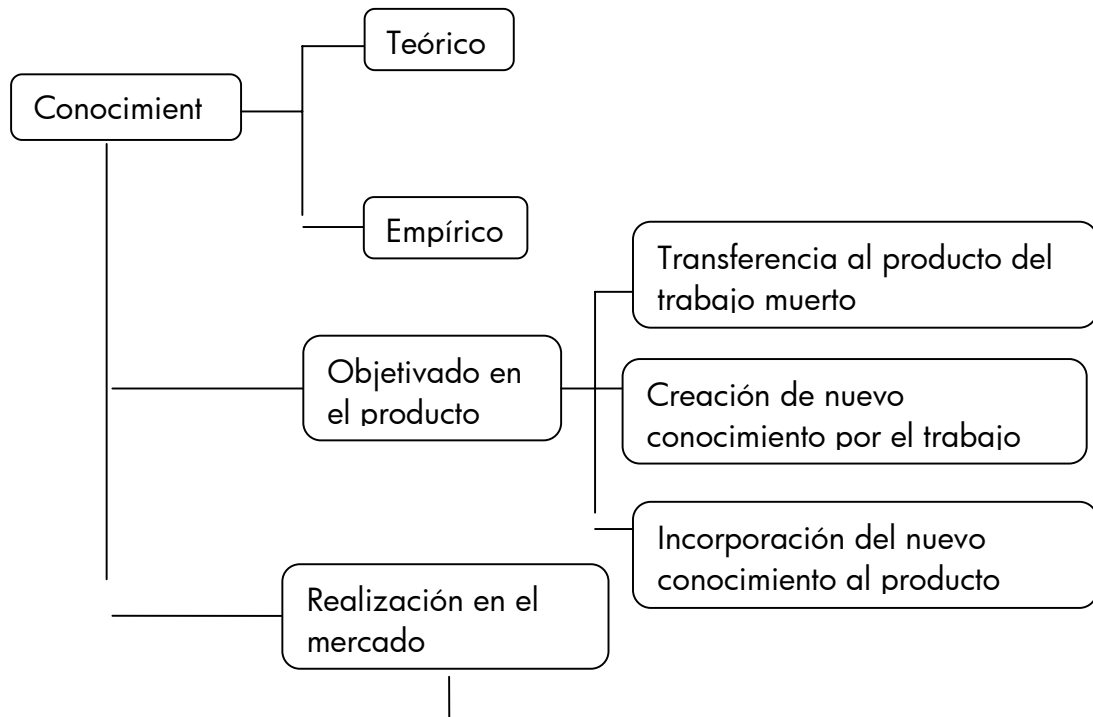 Teórico
Conocimient
Empírico
Transferencia al producto del
trabajo muerto
Objetivado en
el producto
Creación de nuevo
conocimiento por el trabajo
Incorporación del nuevo
conocimiento al producto
Realización en el
mercado